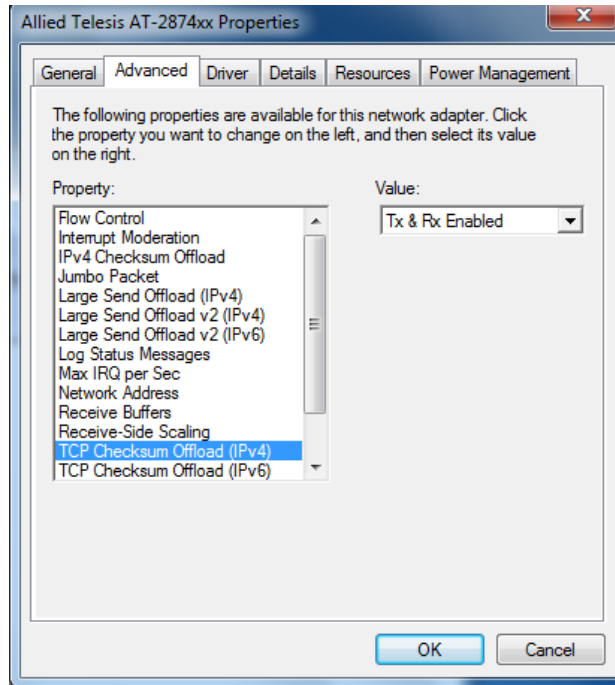 Allied Telesis AT-2874xx Properties
General Advanced Driver Details Resources Power Management
The following properties are available for this network adapter. Click
the property you want to change on the left, and then select its value
on the right.
Property:
Value:
Flow Control
Interrupt Moderation
IPv4 Checksum Offload
Jumbo Packet
Large Send Offload (IPv4)
Large Send Offload v2 (IPv4)
Large Send Offload v2 (IPv6)
Log Status Messages
Max IRQ per Sec
Network Address
Receive Buffers
Receive-Side Scaling
TCP Checksum Offload (IPv4)
TCP Checksum Offload (IPv6)
Tx & Rx Enabled
OK Cancel